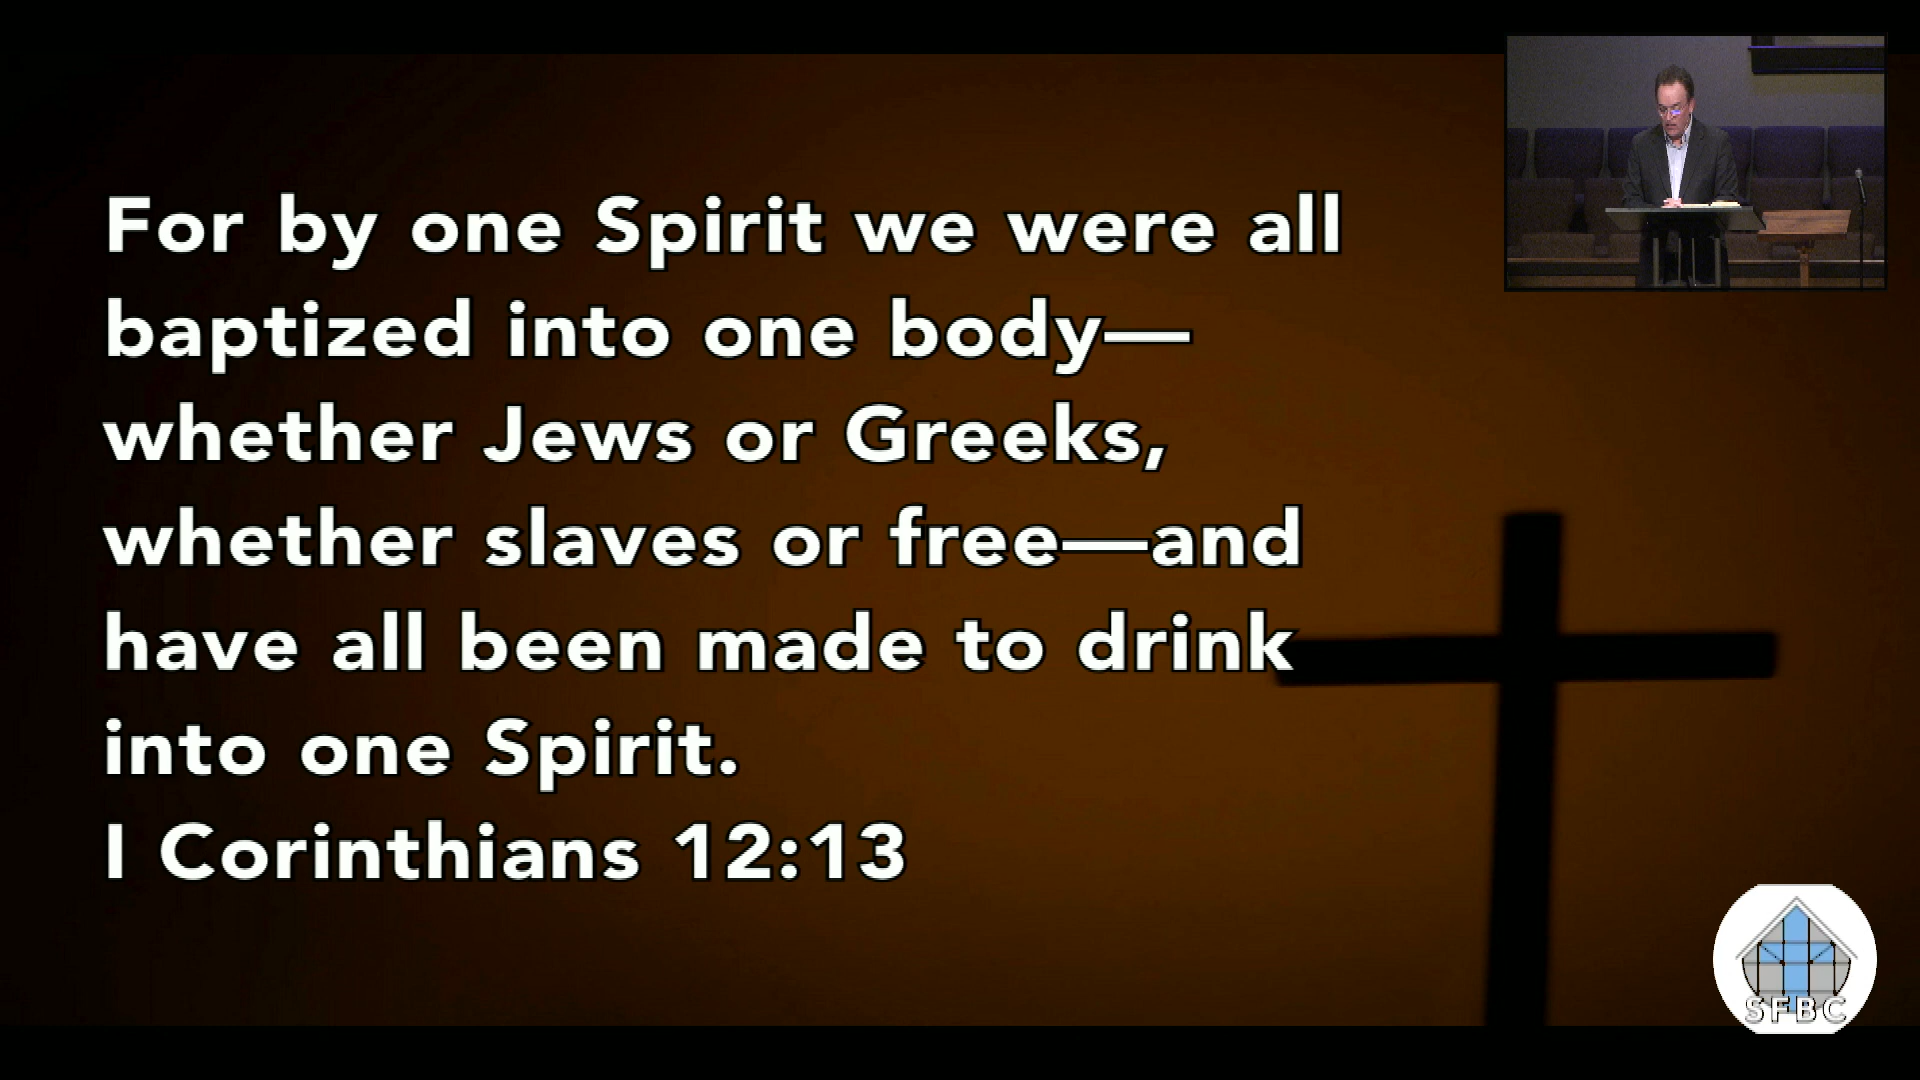 For by one Spirit we were all
baptized into one body—
whether Jews or Greeks,
whether slaves or free—and
have all been made to drink
into one Spirit.
I Corinthians 12:13
SFBC